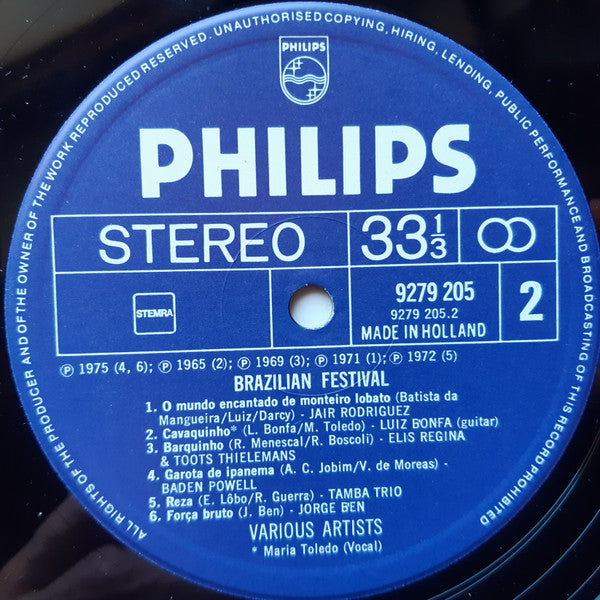 ALL RIGHTS OF THE PRODUCER AND OF THE OWNER OF THE WORK REPRODUCED RESERVED. UNAUTHORISED COPYING, HIRING, LENDING, PUBLIC PERFORMANCE AND BROADCASTING OF THIS RECORD PROHIBITED
PHILIPS
PHILIPS
STEREO 33 1/3
STEMRA
9279 205
9279 205.2
MADE IN HOLLAND
2
Ⓟ 1975 (4, 6); Ⓟ 1965 (2); Ⓟ 1969 (3); Ⓟ 1971 (1); Ⓟ 1972 (5)
BRAZILIAN FESTIVAL
1. O mundo encantado de monteiro lobato (Batista da
Mangueira/Luiz/Darcy) - JAIR RODRIGUEZ
2. Cavaquinho* (L. Bonfa/M. Toledo) - LUIZ BONFA (guitar)
3. Barquinho (R. Menescal/R. Boscoli) - ELIS REGINA
& TOOTS THIELEMANS
4. Garota de ipanema (A. C. Jobim/V. de Moreas) -
BADEN POWELL
5. Reza (E. Lôbo/R. Guerra) - TAMBA TRIO
6. Força bruto (J. Ben) - JORGE BEN
VARIOUS ARTISTS
* Maria Toledo (Vocal)